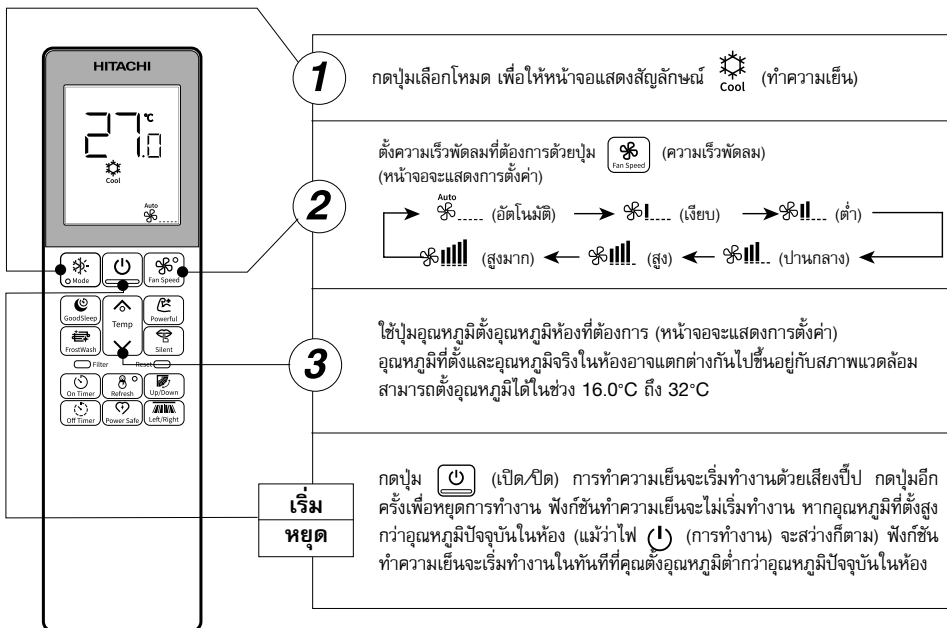 HITACHI
27.0 °C
Cool
Auto
Mode
Fan Speed
GoodSleep
Temp
Powerful
FrostWash
Silent
Filter
Reset
On Timer
Refresh
Up/Down
Off Timer
Power Safe
Left/Right
1
กดปุ่มเลือกโหมด เพื่อให้หน้าจอแสดงสัญลักษณ์ Cool (ทำความเย็น)
2
ตั้งความเร็วพัดลมที่ต้องการด้วยปุ่ม Fan Speed (ความเร็วพัดลม)
(หน้าจอจะแสดงการตั้งค่า)
Auto (อัตโนมัติ) (เงียบ) (ต่ำ)
(สูงมาก) (สูง) (ปานกลาง)
3
ใช้ปุ่มอุณหภูมิตั้งอุณหภูมิห้องที่ต้องการ (หน้าจอจะแสดงการตั้งค่า)
อุณหภูมิที่ตั้งและอุณหภูมิจริงในห้องอาจแตกต่างกันไปขึ้นอยู่กับสภาพแวดล้อม
สามารถตั้งอุณหภูมิได้ในช่วง 16.0°C ถึง 32°C
เริ่ม
หยุด
กดปุ่ม (เปิด/ปิด) การทำความเย็นจะเริ่มทำงานด้วยเสียงปี๊ป กดปุ่มอีก
ครั้งเพื่อหยุดการทำงาน ฟังก์ชันทำความเย็นจะไม่เริ่มทำงาน หากอุณหภูมิที่ตั้งสูง
กว่าอุณหภูมิปัจจุบันในห้อง (แม้ว่าไฟ (การทำงาน) จะสว่างก็ตาม) ฟังก์ชัน
ทำความเย็นจะเริ่มทำงานในทันทีที่คุณตั้งอุณหภูมิต่ำกว่าอุณหภูมิปัจจุบันในห้อง